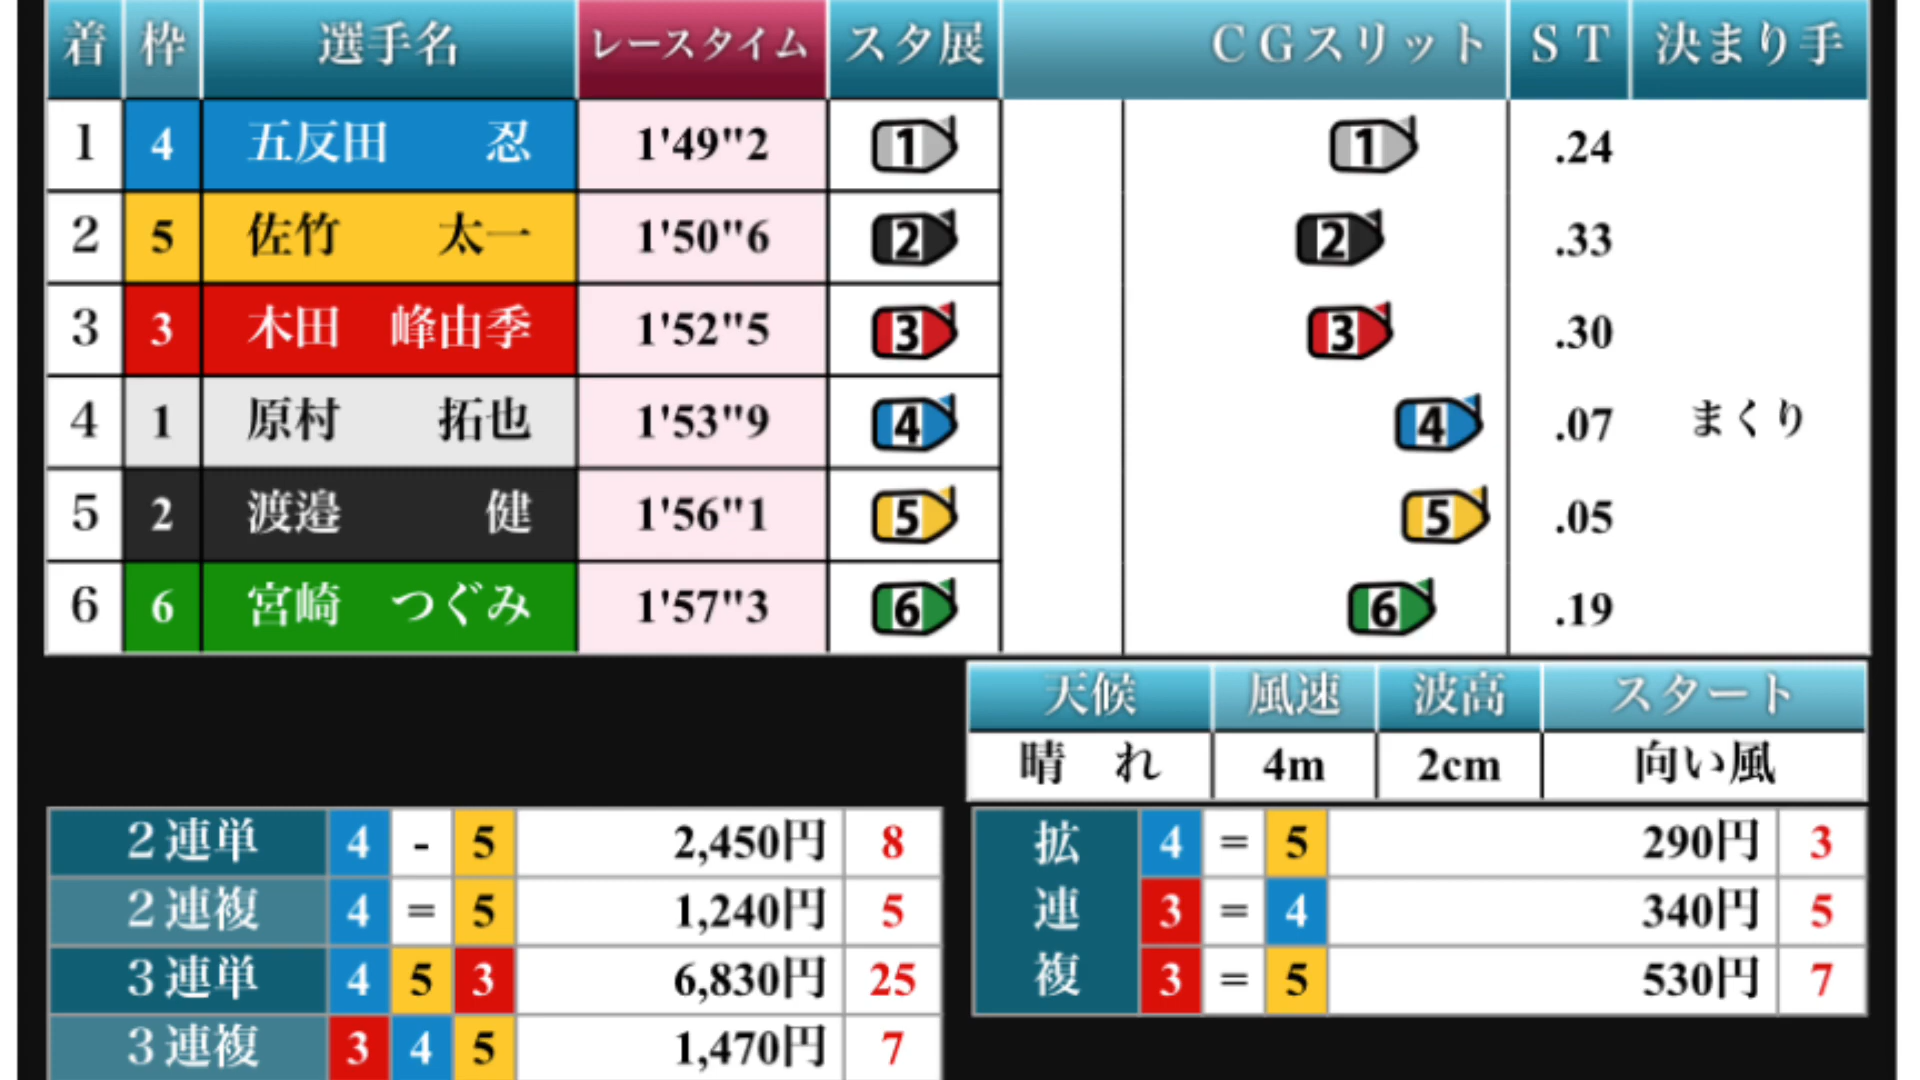 着 枠 選手名 レースタイム スタ展 CGスリット ST 決まり手
1 4 五反田 忍 1'49"2 1 1 .24
2 5 佐竹 太一 1'50"6 2 2 .33
3 3 木田 峰由季 1'52"5 3 3 .30
4 1 原村 拓也 1'53"9 4 4 .07 まくり
5 2 渡邉 健 1'56"1 5 5 .05
6 6 宮崎 つぐみ 1'57"3 6 6 .19
天候 風速 波高 スタート
晴れ 4m 2cm 向い風
2連単 4 - 5 2,450円 8
2連複 4 = 5 1,240円 5
3連単 4 5 3 6,830円 25
3連複 3 4 5 1,470円 7
拡 4 = 5 290円 3
連 3 = 4 340円 5
複 3 = 5 530円 7